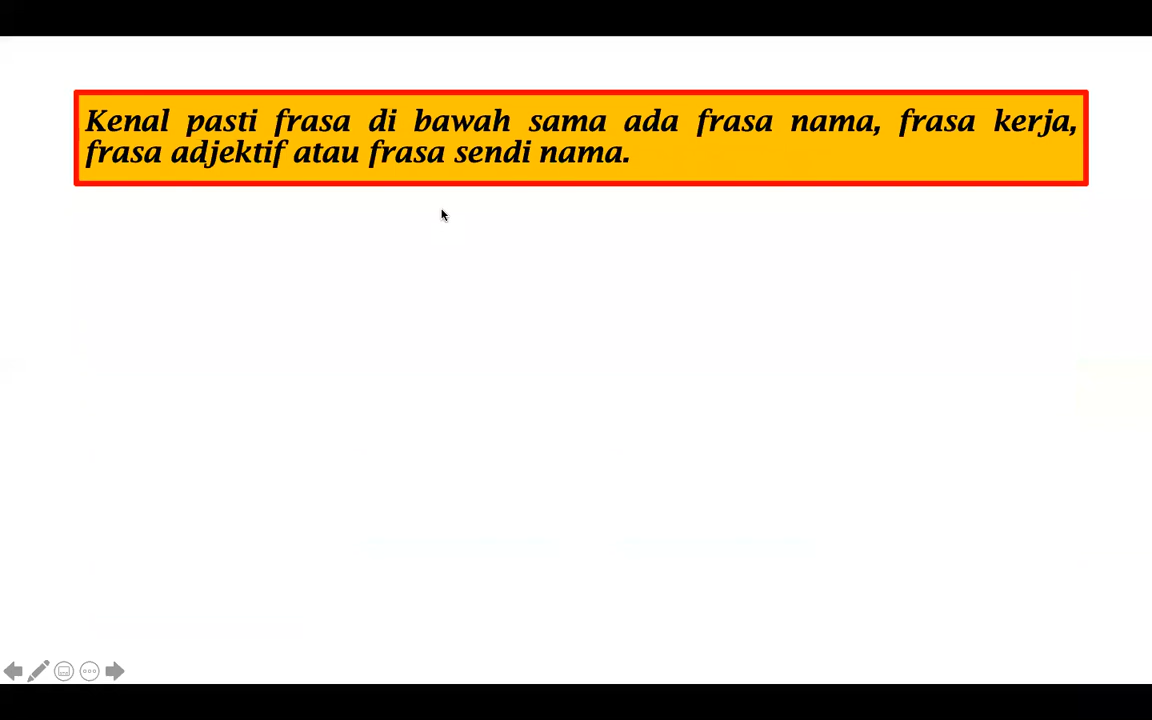 Kenal pasti frasa di bawah sama ada frasa nama, frasa kerja,
frasa adjektif atau frasa sendi nama.